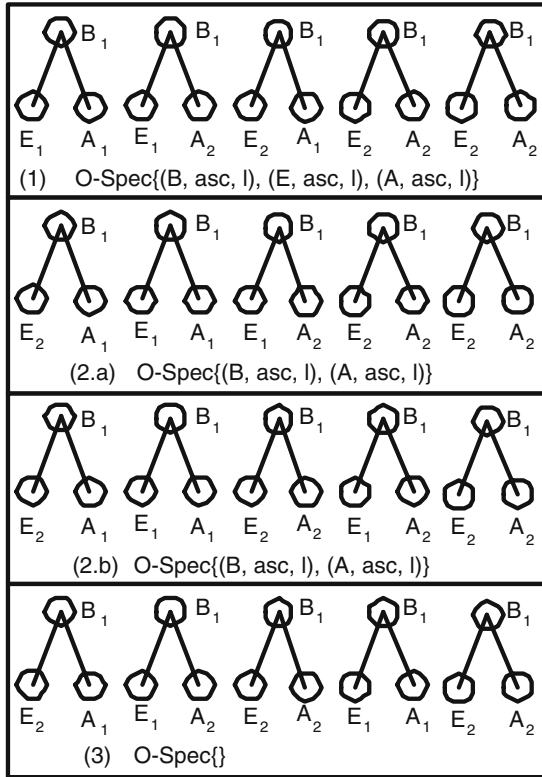 B1 B1 B1 B1 B1
E1 A1 E1 A2 E2 A1 E2 A2 E2 A2
(1) O-Spec{(B, asc, l), (E, asc, l), (A, asc, l)}
B1 B1 B1 B1 B1
E2 A1 E1 A1 E1 A2 E2 A2 E2 A2
(2.a) O-Spec{(B, asc, l), (A, asc, l)}
B1 B1 B1 B1 B1
E2 A1 E1 A1 E2 A2 E1 A2 E2 A2
(2.b) O-Spec{(B, asc, l), (A, asc, l)}
B1 B1 B1 B1 B1
E2 A1 E1 A2 E2 A2 E1 A1 E2 A2
(3) O-Spec{}